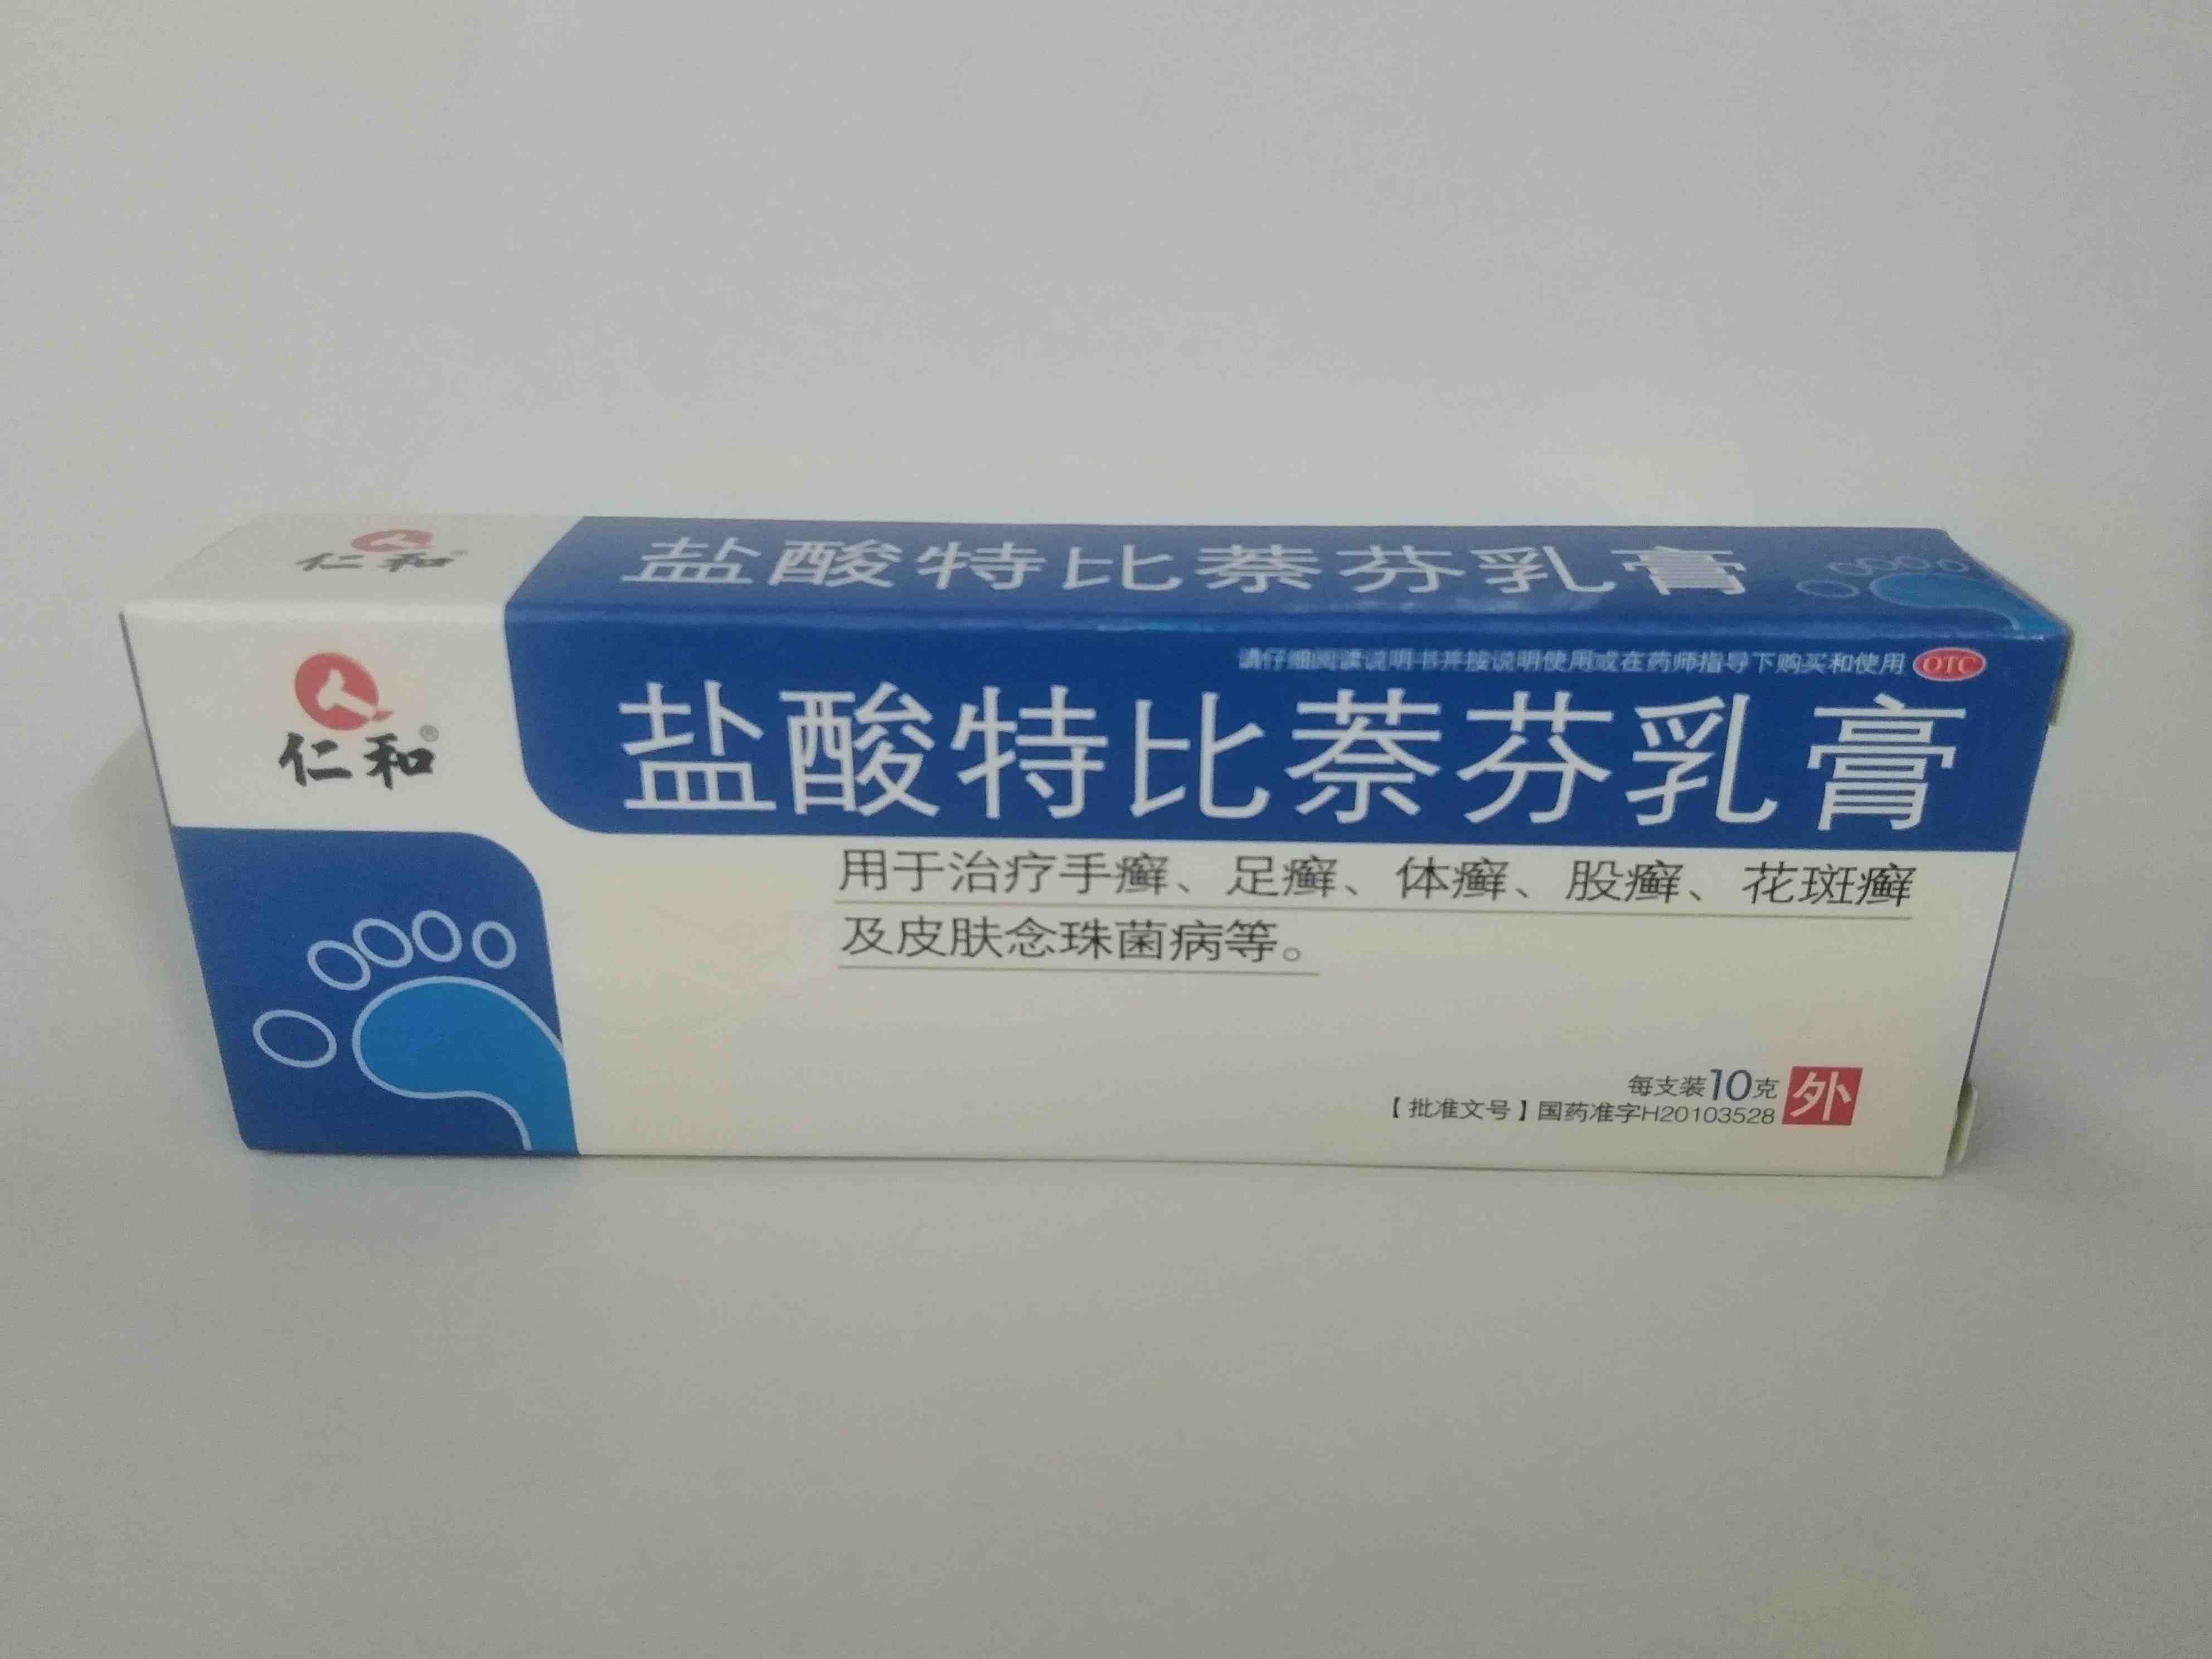 仁和®
盐酸特比萘芬乳膏
请仔细阅读说明书并按说明使用或在药师指导下购买和使用 OTC
仁和®
盐酸特比萘芬乳膏
用于治疗手癣、足癣、体癣、股癣、花斑癣
及皮肤念珠菌病等。
每支装10克
【批准文号】国药准字H20103528
外